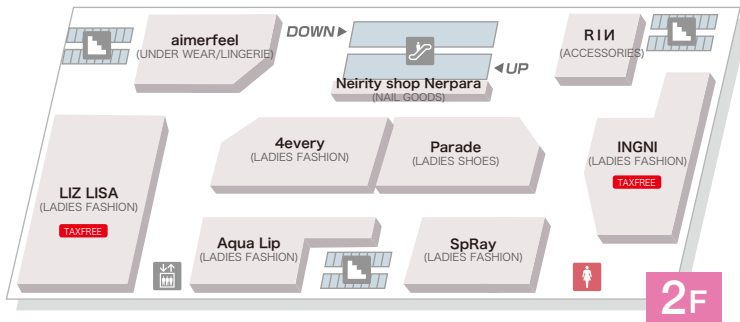 aimerfeel
(UNDER WEAR/LINGERIE)
DOWN
UP
Neirity shop Nerpara
(NAIL GOODS)
RIИ
(ACCESSORIES)
4every
(LADIES FASHION)
Parade
(LADIES SHOES)
INGNI
(LADIES FASHION)
TAXFREE
LIZ LISA
(LADIES FASHION)
TAXFREE
Aqua Lip
(LADIES FASHION)
SpRay
(LADIES FASHION)
2F